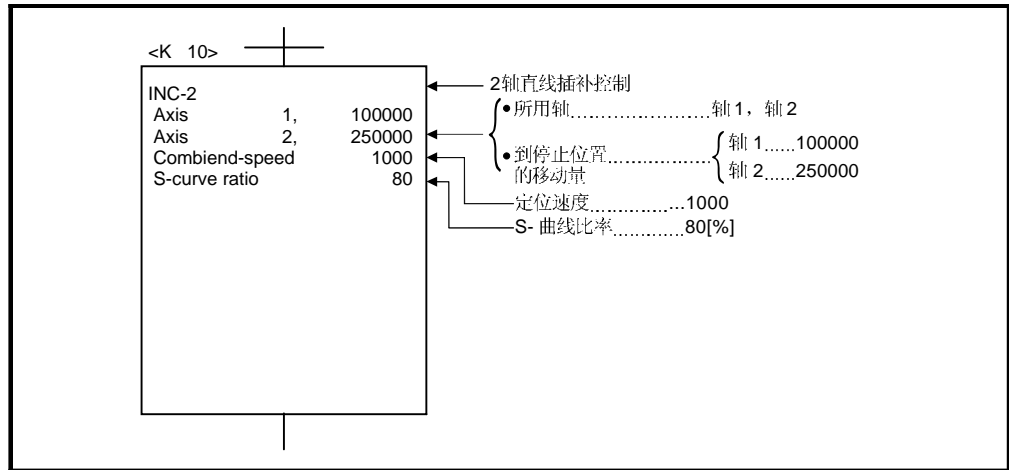 <K 10>
INC-2
Axis 1, 100000
Axis 2, 250000
Combiend-speed 1000
S-curve ratio 80
2轴直线插补控制
●所用轴.......................轴 1，轴 2
●到停止位置................
的移动量
轴 1......100000
轴 2......250000
定位速度................1000
S- 曲线比率.............80[%]